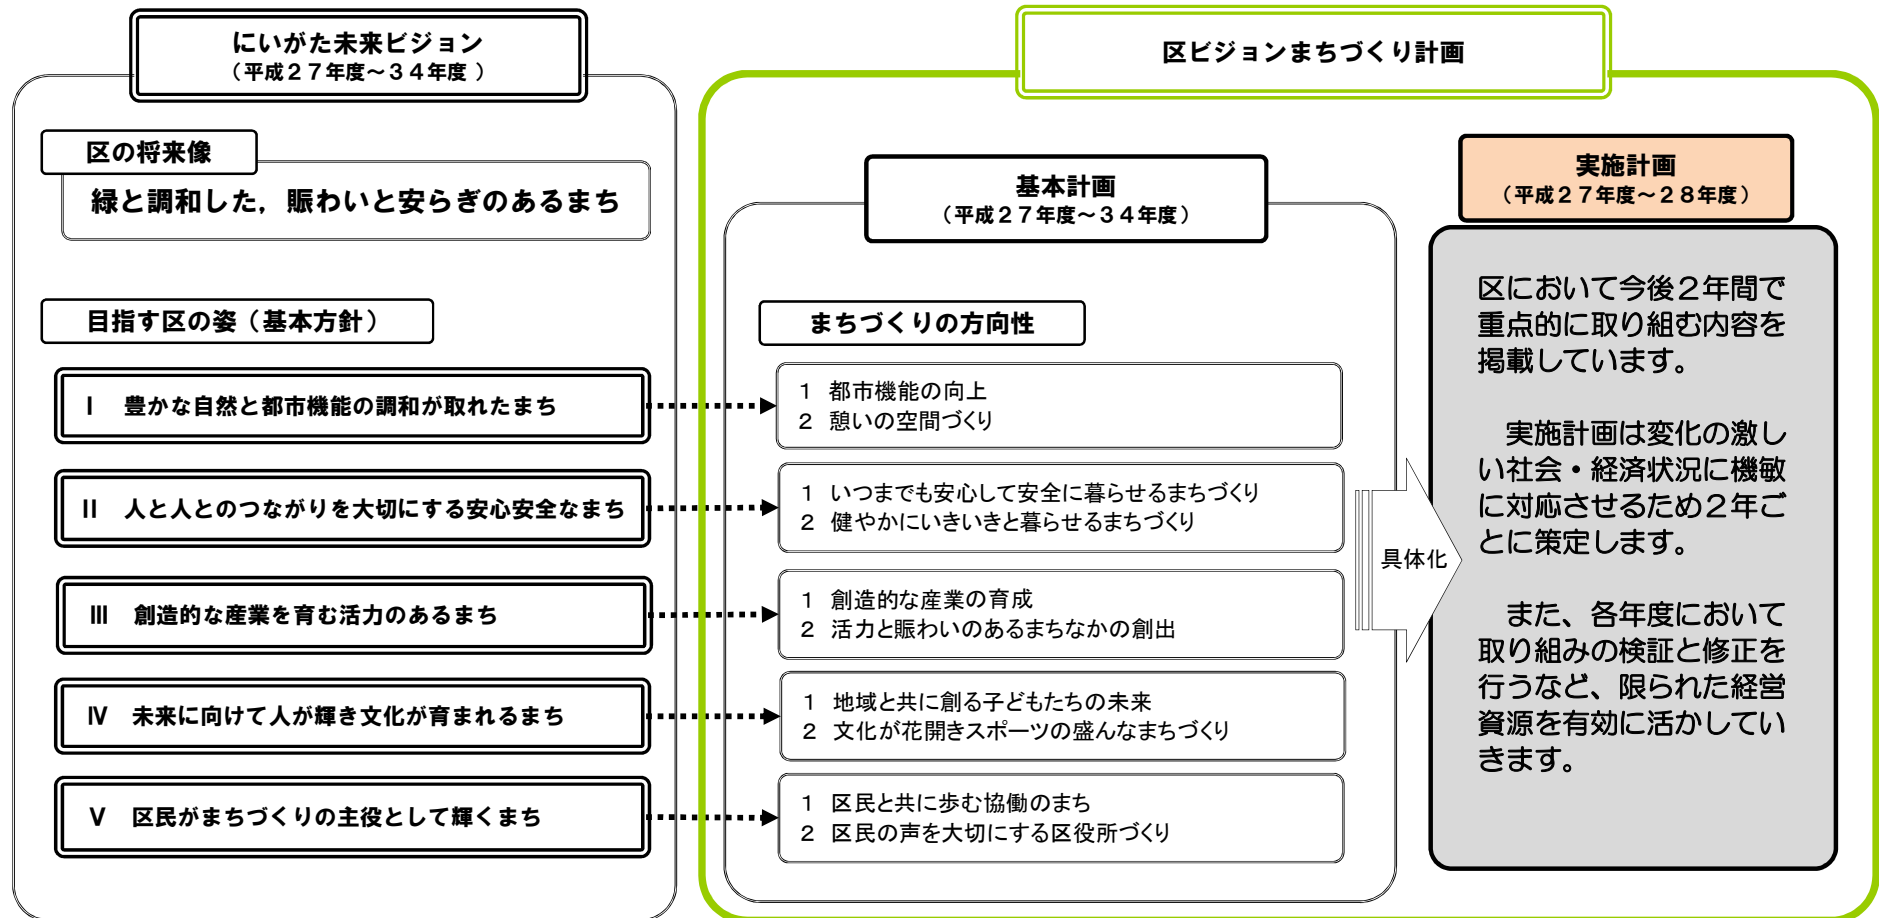 にいがた未来ビジョン
（平成２７年度～３４年度 ）
区の将来像
緑と調和した，賑わいと安らぎのあるまち
目指す区の姿（基本方針）
Ⅰ　豊かな自然と都市機能の調和が取れたまち
Ⅱ　人と人とのつながりを大切にする安心安全なまち
Ⅲ　創造的な産業を育む活力のあるまち
Ⅳ　未来に向けて人が輝き文化が育まれるまち
Ⅴ　区民がまちづくりの主役として輝くまち
区ビジョンまちづくり計画
基本計画
（平成２７年度～３４年度）
まちづくりの方向性
１　都市機能の向上
２　憩いの空間づくり
１　いつまでも安心して安全に暮らせるまちづくり
２　健やかにいきいきと暮らせるまちづくり
１　創造的な産業の育成
２　活力と賑わいのあるまちなかの創出
１　地域と共に創る子どもたちの未来
２　文化が花開きスポーツの盛んなまちづくり
１　区民と共に歩む協働のまち
２　区民の声を大切にする区役所づくり
具体化
実施計画
（平成２７年度～２８年度）
区において今後２年間で
重点的に取り組む内容を
掲載しています。
実施計画は変化の激し
い社会・経済状況に機敏
に対応させるため２年ご
とに策定します。
また、各年度において
取り組みの検証と修正を
行うなど、限られた経営
資源を有効に活かしてい
きます。